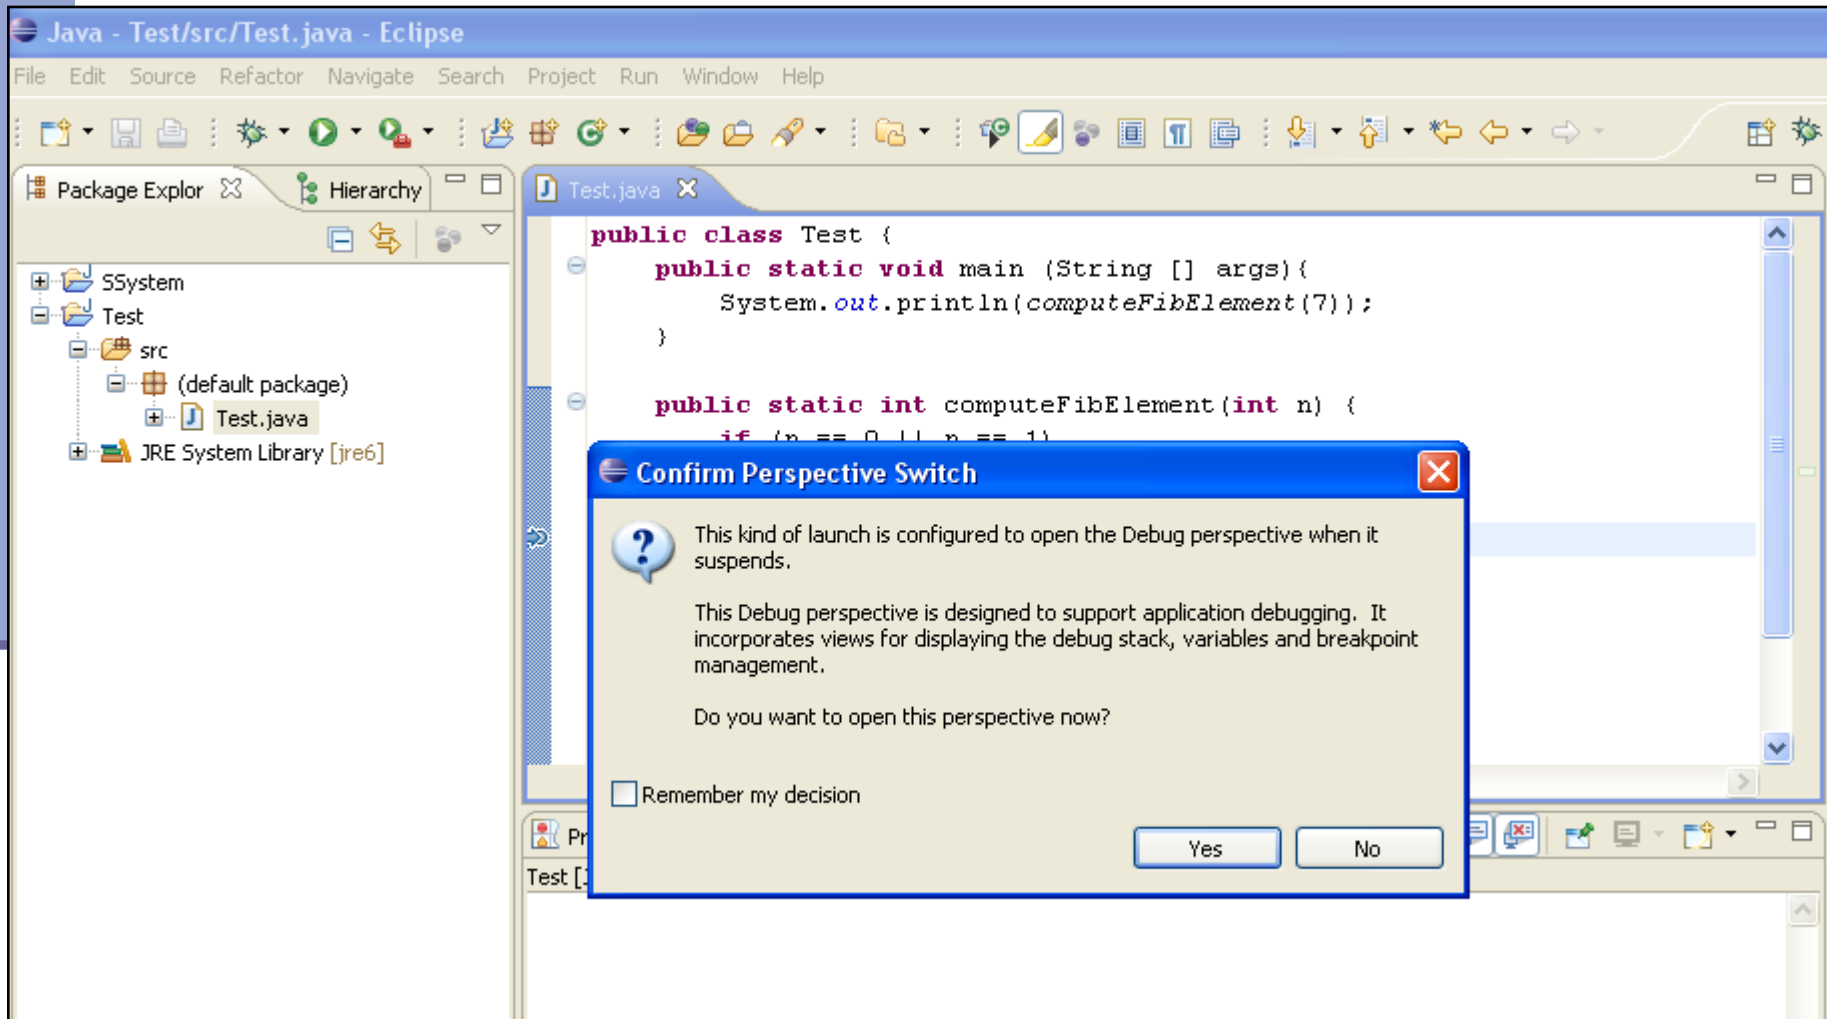 Java - Test/src/Test.java - Eclipse
File Edit Source Refactor Navigate Search Project Run Window Help
Package Explor
Hierarchy
Test.java
SSystem
Test
src
(default package)
Test.java
JRE System Library [jre6]
public class Test {
public static void main (String [] args){
System.out.println(computeFibElement(7));
}
public static int computeFibElement(int n) {
if (n == 0 || n == 1)
Confirm Perspective Switch
This kind of launch is configured to open the Debug perspective when it
suspends.
This Debug perspective is designed to support application debugging. It
incorporates views for displaying the debug stack, variables and breakpoint
management.
Do you want to open this perspective now?
Remember my decision
Yes
No
Pr
Test [